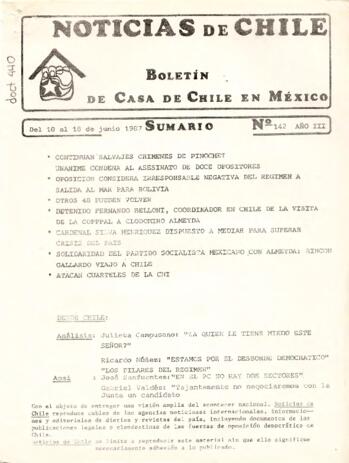 NOTICIAS DE CHILE
BOLETÍN
DE CASA DE CHILE EN MÉXICO
doct 440
Del 10 al 18 de junio 1987 SUMARIO Nº 142 AÑO III
* CONTINUAN SALVAJES CRIMENES DE PINOCHET
UNANIME CONDENA AL ASESINATO DE DOCE OPOSITORES
* OPOSICION CONSIDERA IRRESPONSABLE NEGATIVA DEL REGIMEN A
SALIDA AL MAR PARA BOLIVIA
* OTROS 48 PUEDEN VOLVER
* DETENIDO FERNANDO BELLONI, COORDINADOR EN CHILE DE LA VISITA
DE LA COPPPAL A CLODOMIRO ALMEYDA
* CARDENAL SILVA HENRIQUEZ DISPUESTO A MEDIAR PARA SUPERAR
CRISIS DEL PAIS
* SOLIDARIDAD DEL PARTIDO SOCIALISTA MEXICANO CON ALMEYDA: RINCON
GALLARDO VIAJO A CHILE
* ATACAN CUARTELES DE LA CNI
DESDE CHILE:
Análisis: Julieta Campusano: "¿A QUIEN LE TIENE MIEDO ESTE
SEÑOR?"
Ricardo Núñez: "ESTAMOS POR EL DESBORDE DEMOCRATICO"
"LOS PILARES DEL REGIMEN"
Apsi : José Sanfuentes: "EN EL PC NO HAY DOS SECTORES"
Gabriel Valdés: "Tajantemente no negociaremos con la
Junta un candidato
Con el objeto de entregar una visión amplia del acontecer nacional. Noticias de
Chile reproduce cables de las agencias noticiosas internacionales, informacio-
nes y editoriales de diarios y revistas del país, incluyendo documentos de las
publicaciones legales o clandestinas de las fuerzas de oposición democrática de
Chile.
Noticias de Chile se limita a reproducir este material sin que ello signifique
necesariamente adhesión a lo publicado.